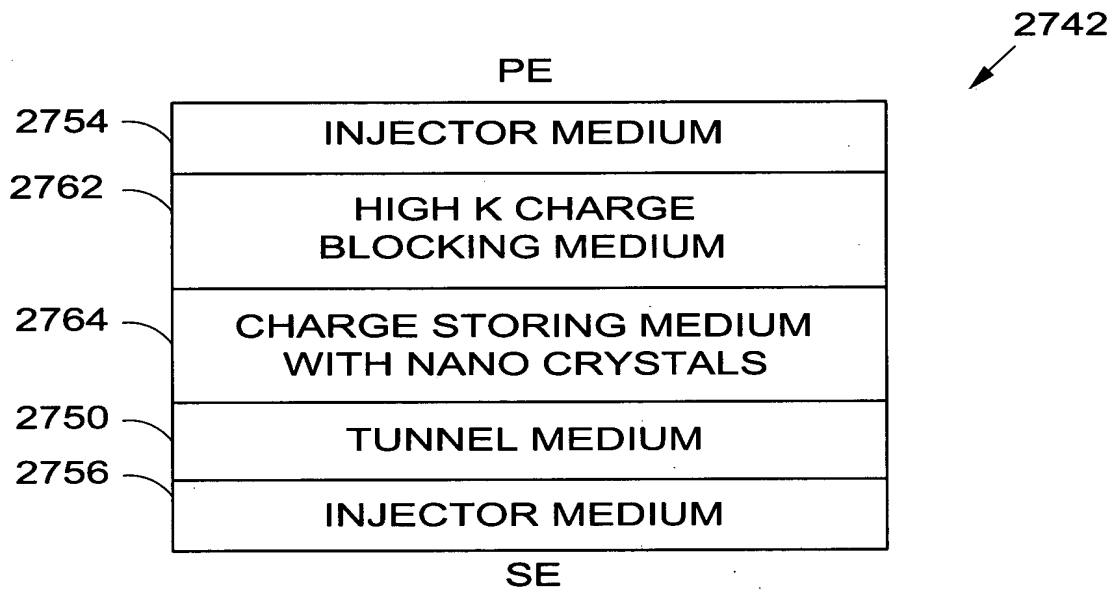 2742
PE
2754
INJECTOR MEDIUM
2762
HIGH K CHARGE
BLOCKING MEDIUM
2764
CHARGE STORING MEDIUM
WITH NANO CRYSTALS
2750
TUNNEL MEDIUM
2756
INJECTOR MEDIUM
SE